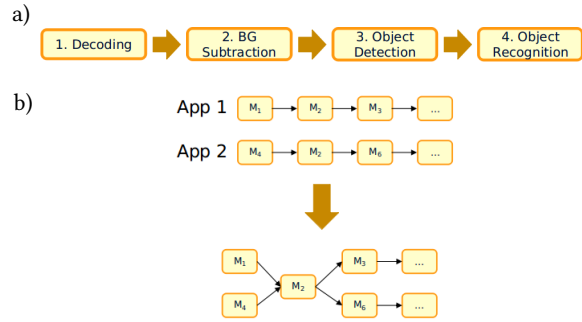 a)
1. Decoding
2. BG
Subtraction
3. Object
Detection
4. Object
Recognition
b)
App 1 M₁ M₂ M₃ ...
App 2 M₄ M₂ M₆ ...
M₁ M₃ ...
M₂
M₄ M₆ ...